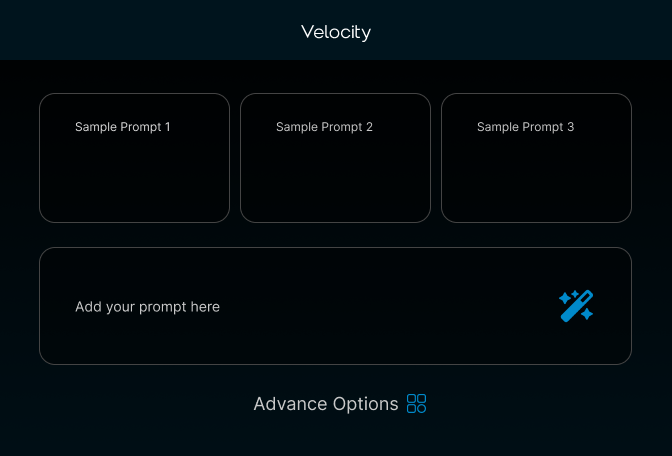 Velocity
Sample Prompt 1
Sample Prompt 2
Sample Prompt 3
Add your prompt here
Advance Options